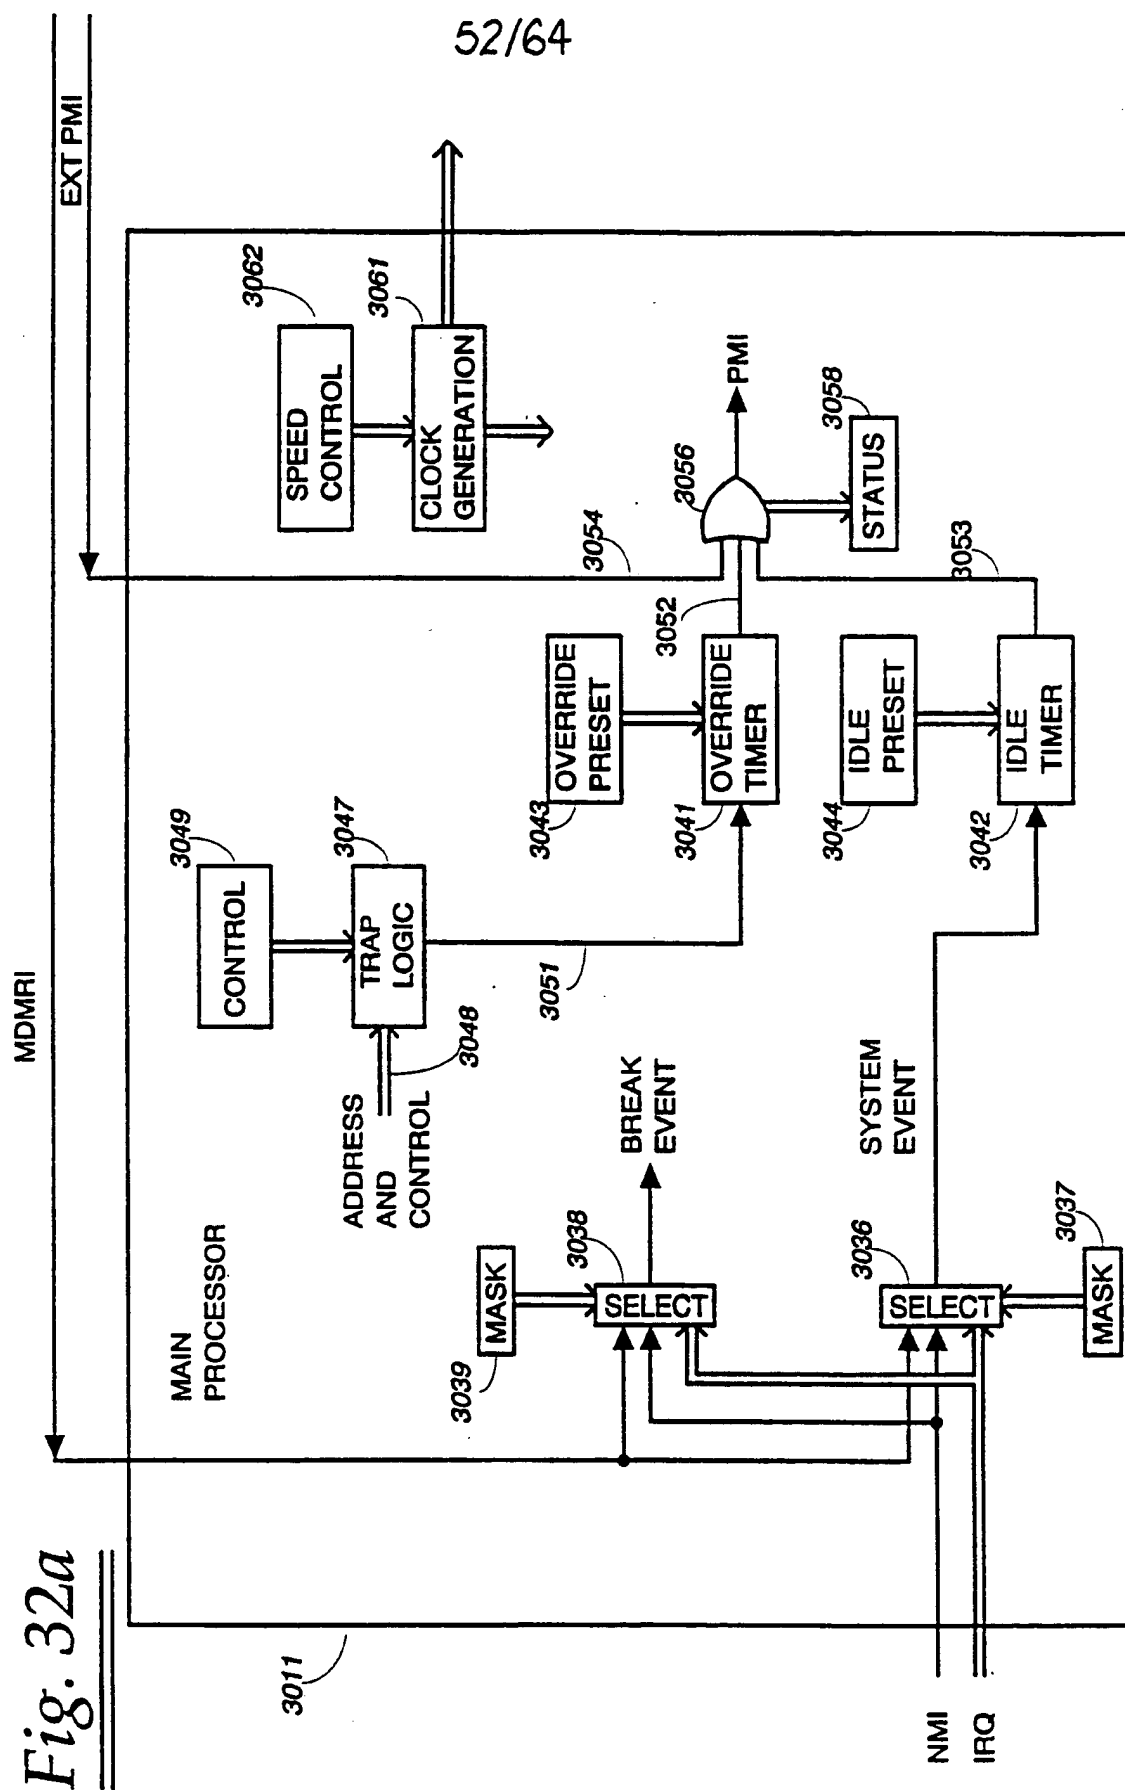 52/64
Fig. 32a
MDMRI
EXT PMI
3011
MAIN
PROCESSOR
ADDRESS
AND
CONTROL
3048
CONTROL
3049
TRAP
LOGIC
3047
3051
SPEED
CONTROL
3062
CLOCK
GENERATION
3061
MASK
3039
SELECT
3038
BREAK
EVENT
OVERRIDE
PRESET
3043
OVERRIDE
TIMER
3041
3052
3054
3056
PMI
STATUS
3058
NMI
IRQ
SELECT
3036
MASK
3037
SYSTEM
EVENT
IDLE
PRESET
3044
IDLE
TIMER
3042
3053